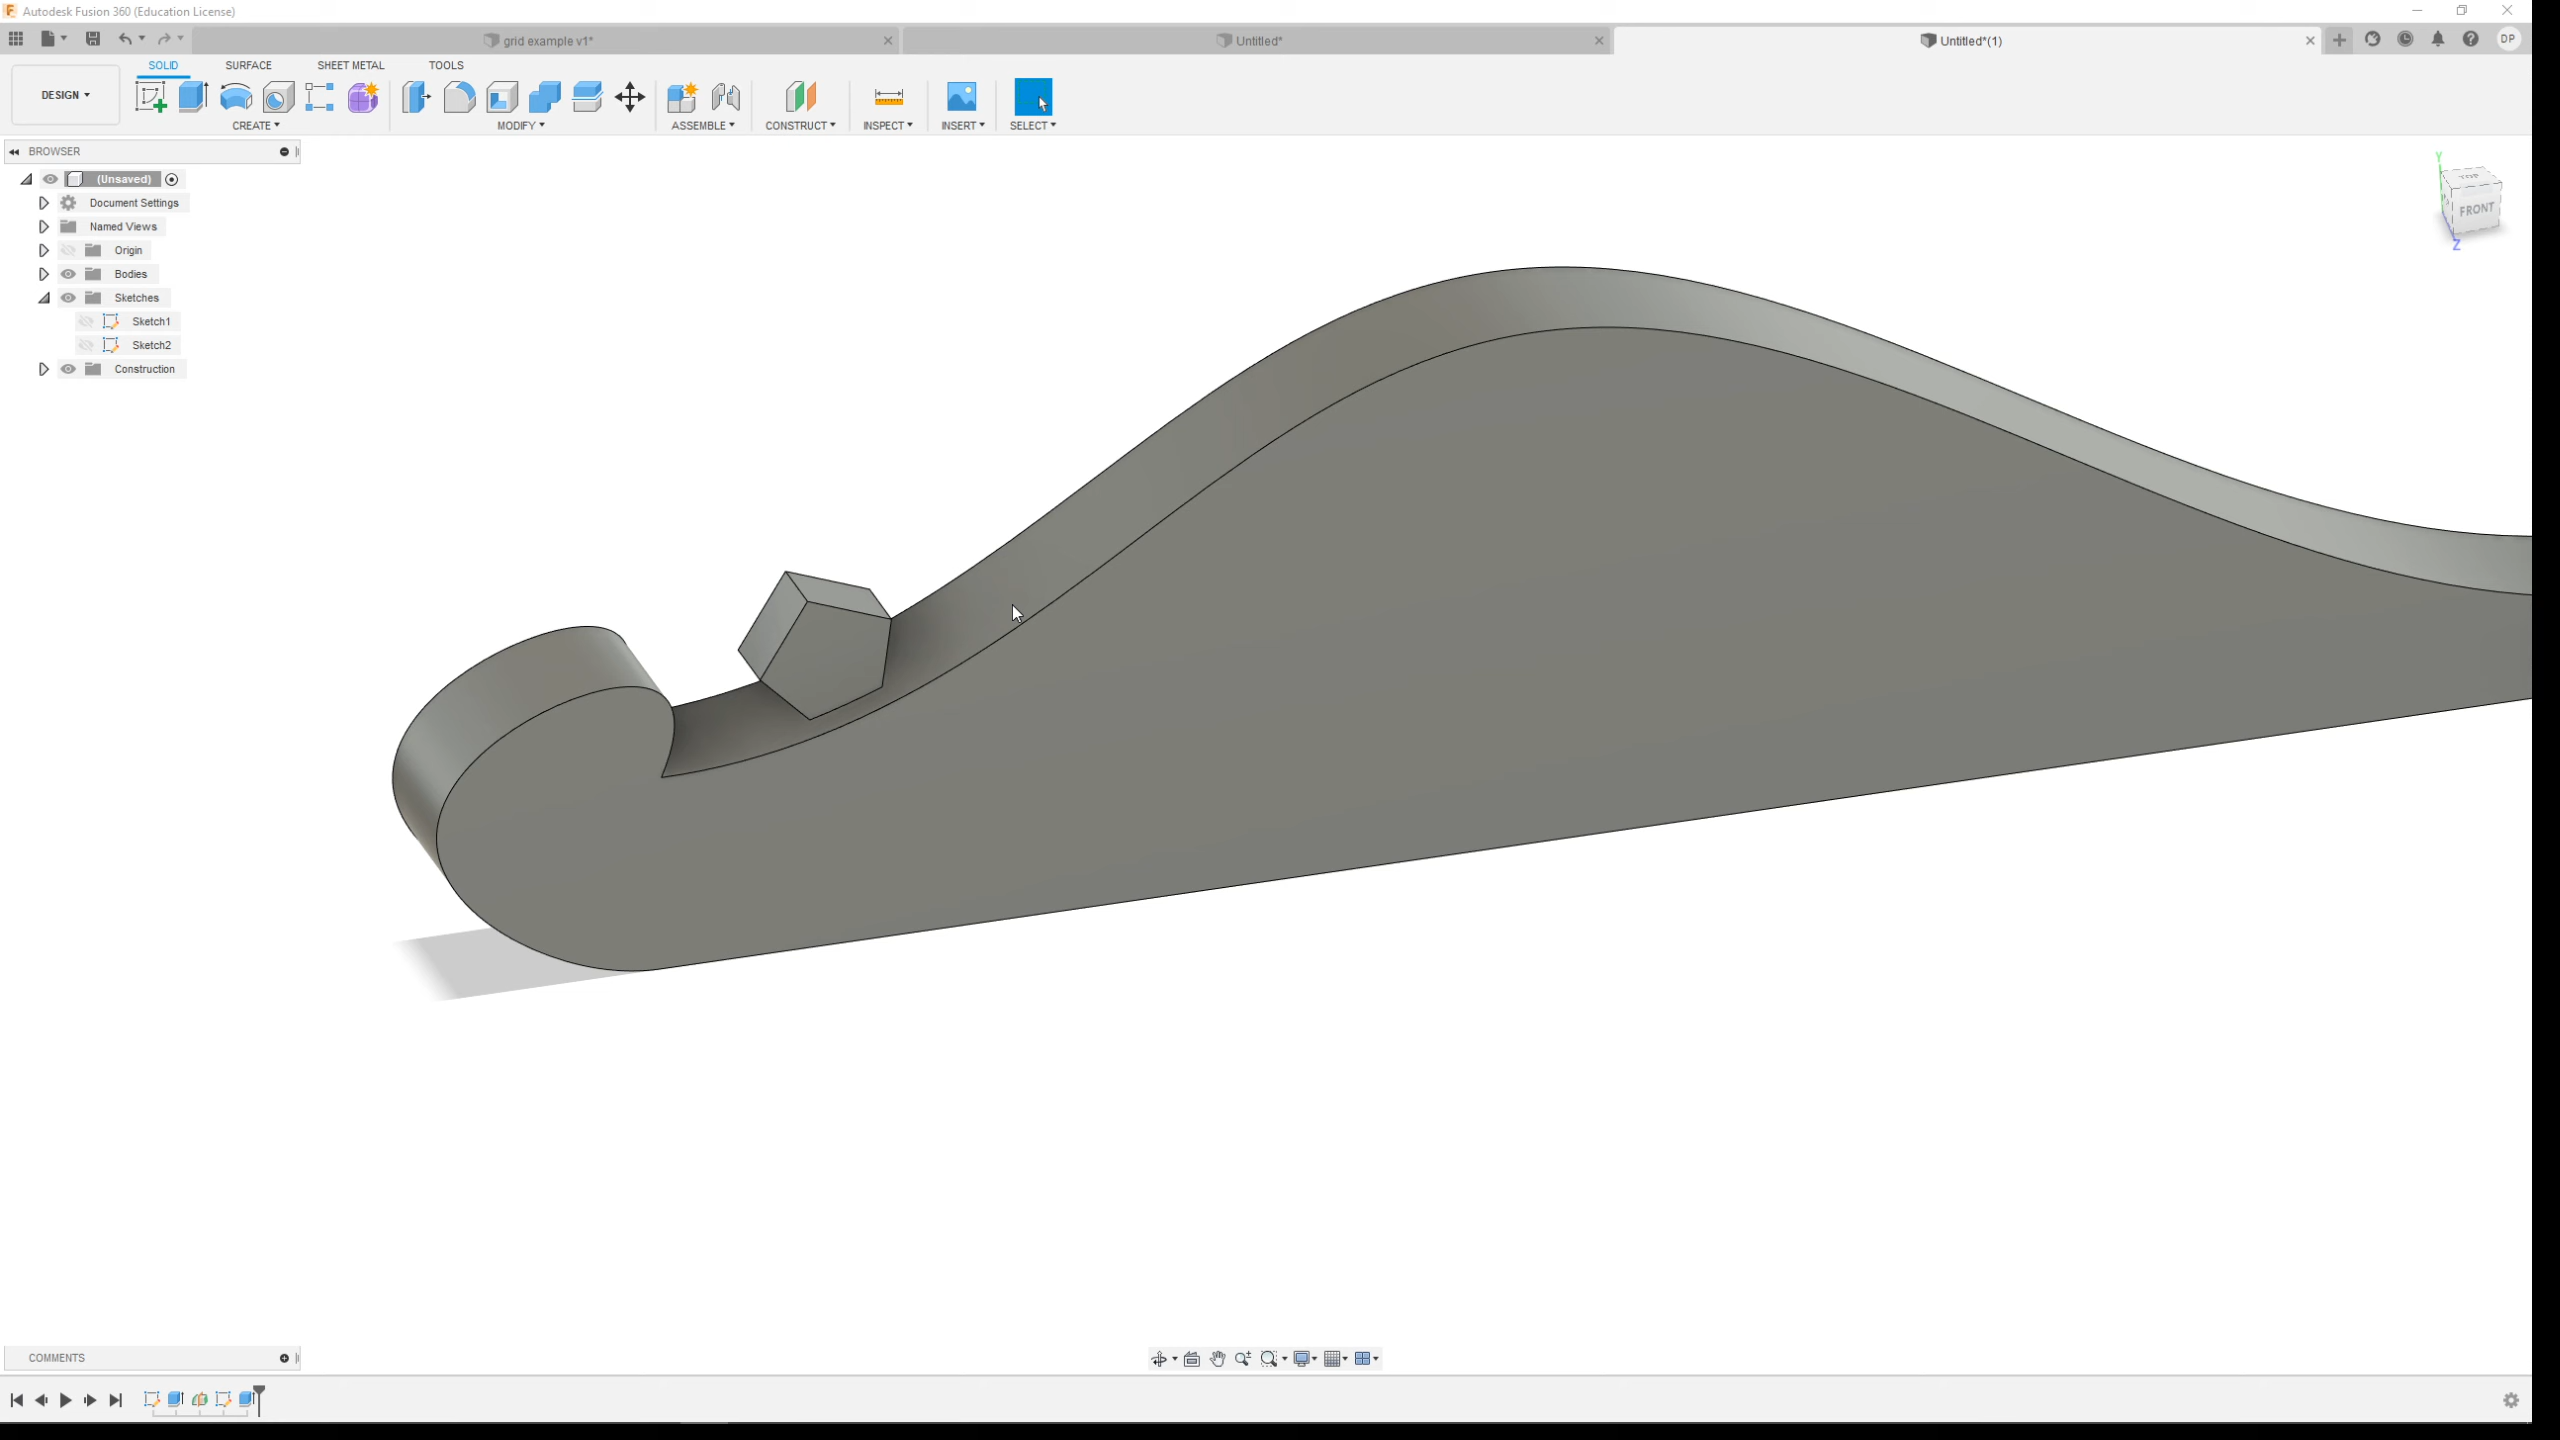 Autodesk Fusion 360 (Education License)
grid example v1*
Untitled*
Untitled*(1)
DP
DESIGN
SOLID
SURFACE
SHEET METAL
TOOLS
CREATE
MODIFY
ASSEMBLE
CONSTRUCT
INSPECT
INSERT
SELECT
BROWSER
(Unsaved)
Document Settings
Named Views
Origin
Bodies
Sketches
Sketch1
Sketch2
Construction
Y
TOP
FRONT
Z
COMMENTS